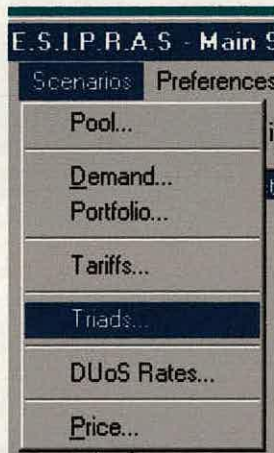 E.S.I.P.R.A.S - Main
Scenarios Preferences
Pool...
Demand...
Portfolio...
Tariffs...
Triads...
DUoS Rates...
Price...